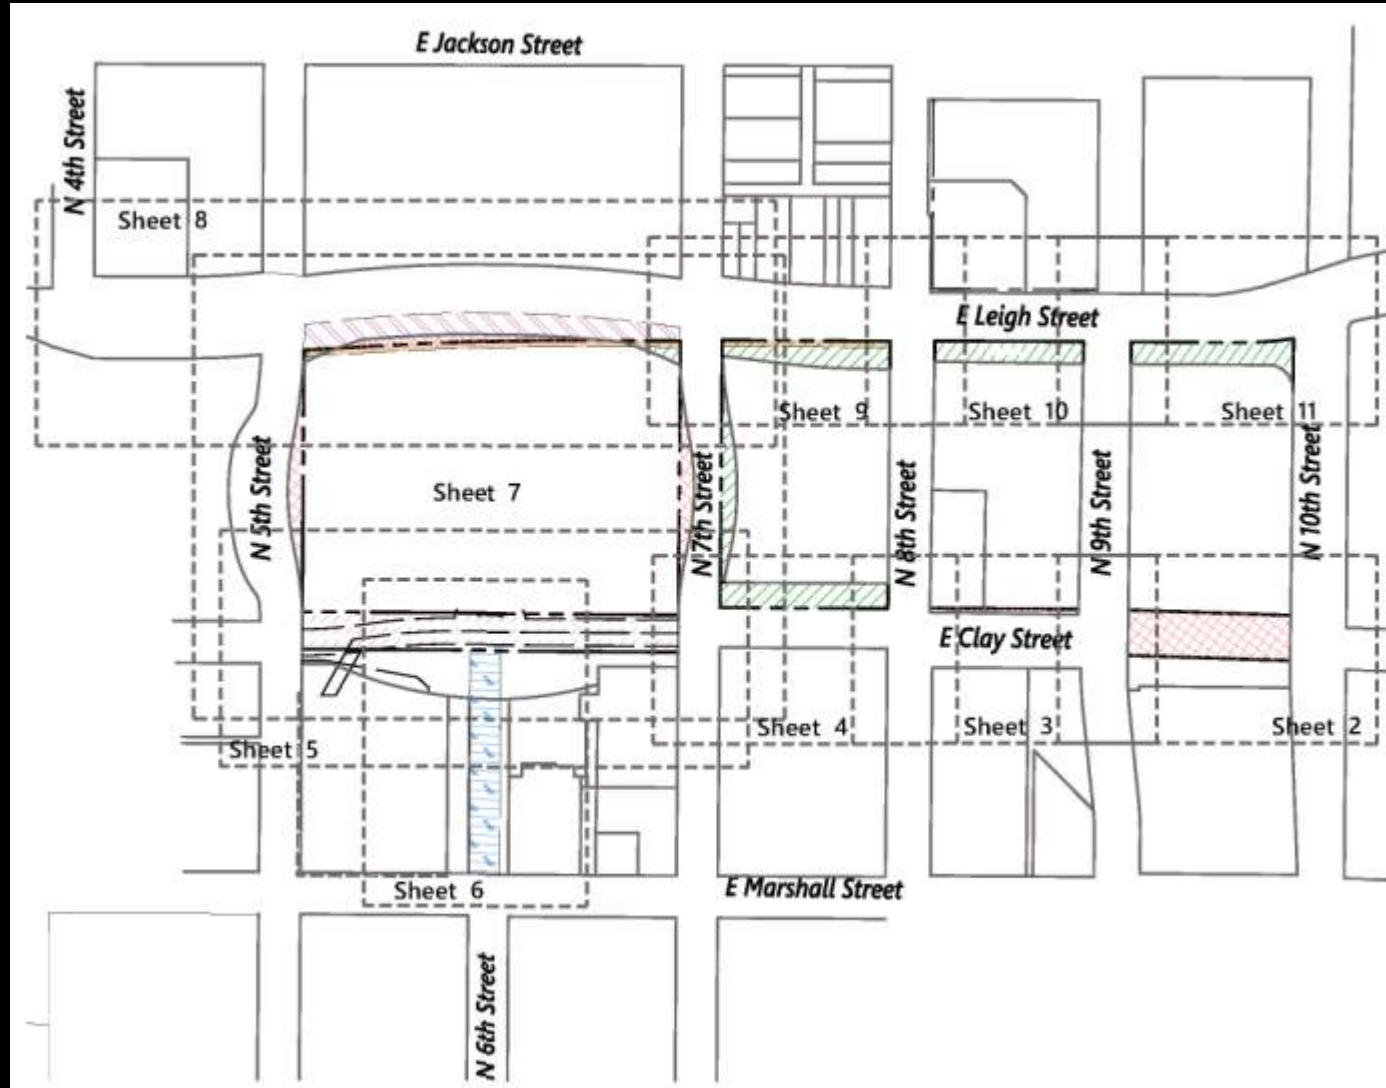 E Jackson Street
N 4th Street
Sheet 8
E Leigh Street
Sheet 9
Sheet 10
Sheet 11
N 5th Street
Sheet 7
N 7th Street
N 8th Street
N 9th Street
N 10th Street
E Clay Street
Sheet 5
Sheet 4
Sheet 3
Sheet 2
Sheet 6
E Marshall Street
N 6th Street